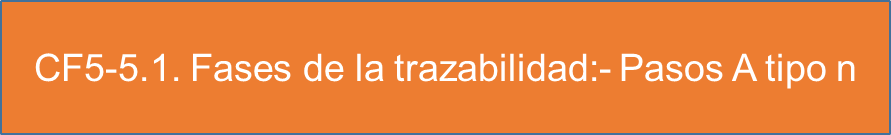 CF5-5.1. Fases de la trazabilidad:- Pasos A tipo n